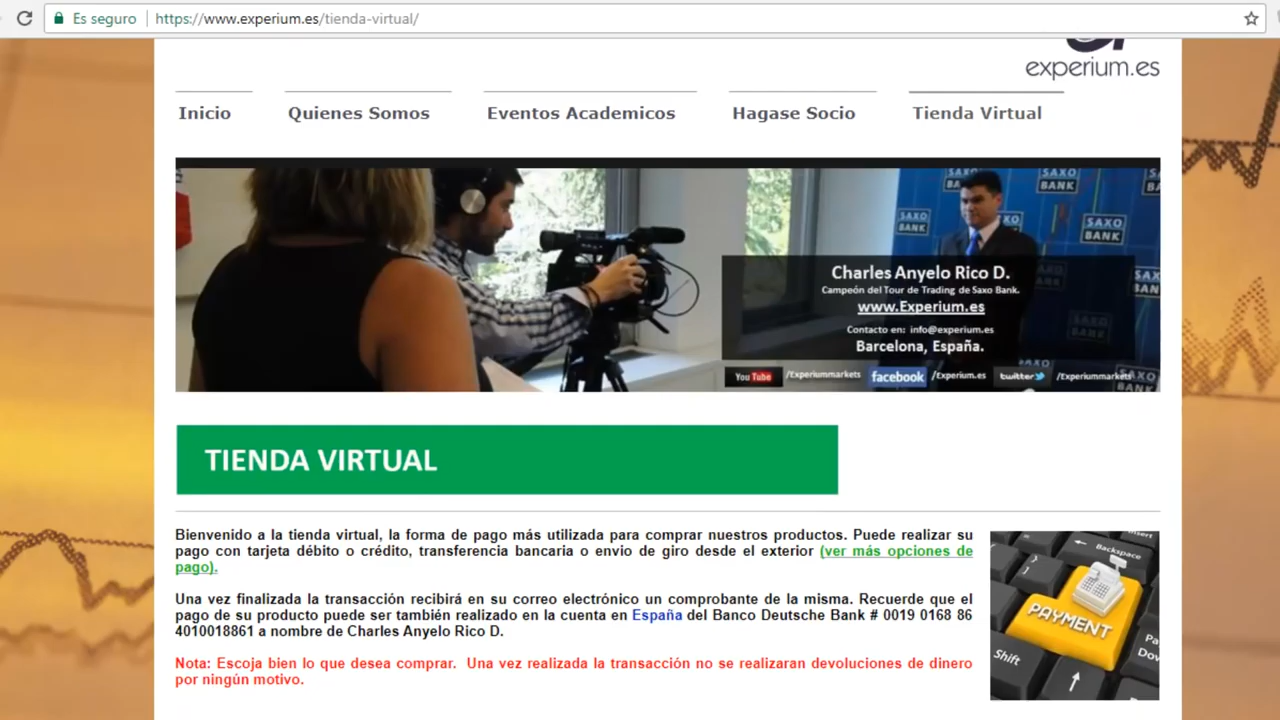 Es seguro https://www.experium.es/tienda-virtual/
experium.es
Inicio Quienes Somos Eventos Academicos Hagase Socio Tienda Virtual
SAXO BANK
SAXO BANK
SAXO BANK
SAXO BANK
Charles Anyelo Rico D.
Campeón del Tour de Trading de Saxo Bank.
www.Experium.es
Contacto en: info@experium.es
Barcelona, España.
You Tube /Experiummarkets facebook /Experium.es twitter /Experiummarkets
TIENDA VIRTUAL
Bienvenido a la tienda virtual, la forma de pago más utilizada para comprar nuestros productos. Puede realizar su
pago con tarjeta débito o crédito, transferencia bancaria o envio de giro desde el exterior (ver más opciones de
pago).
Una vez finalizada la transacción recibirá en su correo electrónico un comprobante de la misma. Recuerde que el
pago de su producto puede ser también realizado en la cuenta en España del Banco Deutsche Bank # 0019 0168 86
4010018861 a nombre de Charles Anyelo Rico D.
Nota: Escoja bien lo que desea comprar. Una vez realizada la transacción no se realizaran devoluciones de dinero
por ningún motivo.
Backspace
PAYMENT
Shift